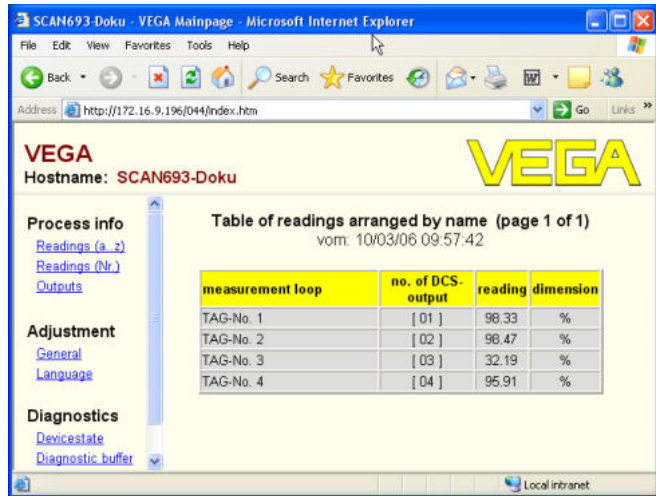 SCAN693-Doku - VEGA Mainpage - Microsoft Internet Explorer
File Edit View Favorites Tools Help
Back Search Favorites
Address http://172.16.9.196/044/index.htm Go Links »
VEGA
Hostname: SCAN693-Doku
VEGA
Process info
Readings (a..z)
Readings (Nr.)
Outputs
Adjustment
General
Language
Diagnostics
Devicestate
Diagnostic buffer
Table of readings arranged by name (page 1 of 1)
vom: 10/03/06 09:57:42
measurement loop no. of DCS-output reading dimension
TAG-No. 1 [ 01 ] 98.33 %
TAG-No. 2 [ 02 ] 98.47 %
TAG-No. 3 [ 03 ] 32.19 %
TAG-No. 4 [ 04 ] 95.91 %
Local intranet